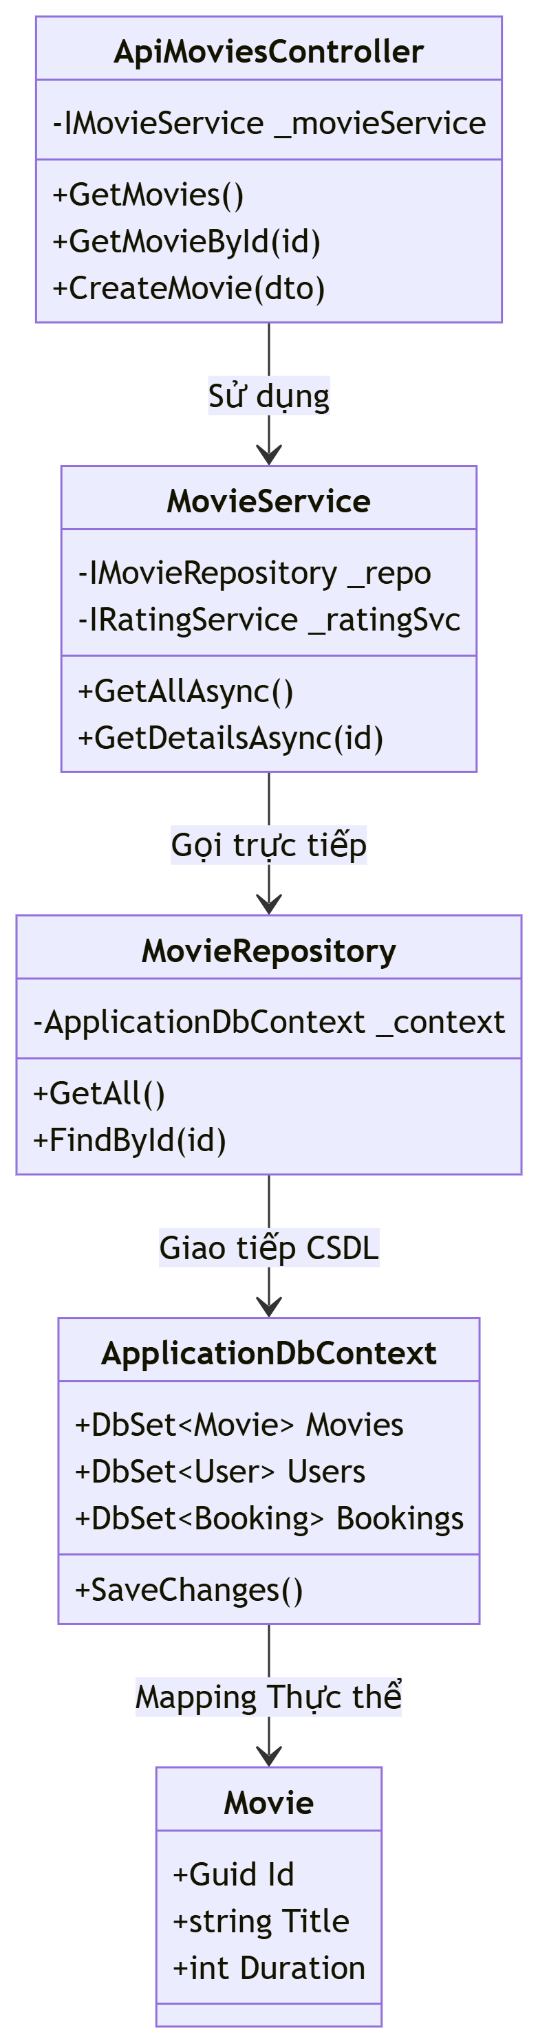 ApiMoviesController
-IMovieService _movieService
+GetMovies()
+GetMovieById(id)
+CreateMovie(dto)
Sử dụng
MovieService
-IMovieRepository _repo
-IRatingService _ratingSvc
+GetAllAsync()
+GetDetailsAsync(id)
Gọi trực tiếp
MovieRepository
-ApplicationDbContext _context
+GetAll()
+FindById(id)
Giao tiếp CSDL
ApplicationDbContext
+DbSet<Movie> Movies
+DbSet<User> Users
+DbSet<Booking> Bookings
+SaveChanges()
Mapping Thực thể
Movie
+Guid Id
+string Title
+int Duration